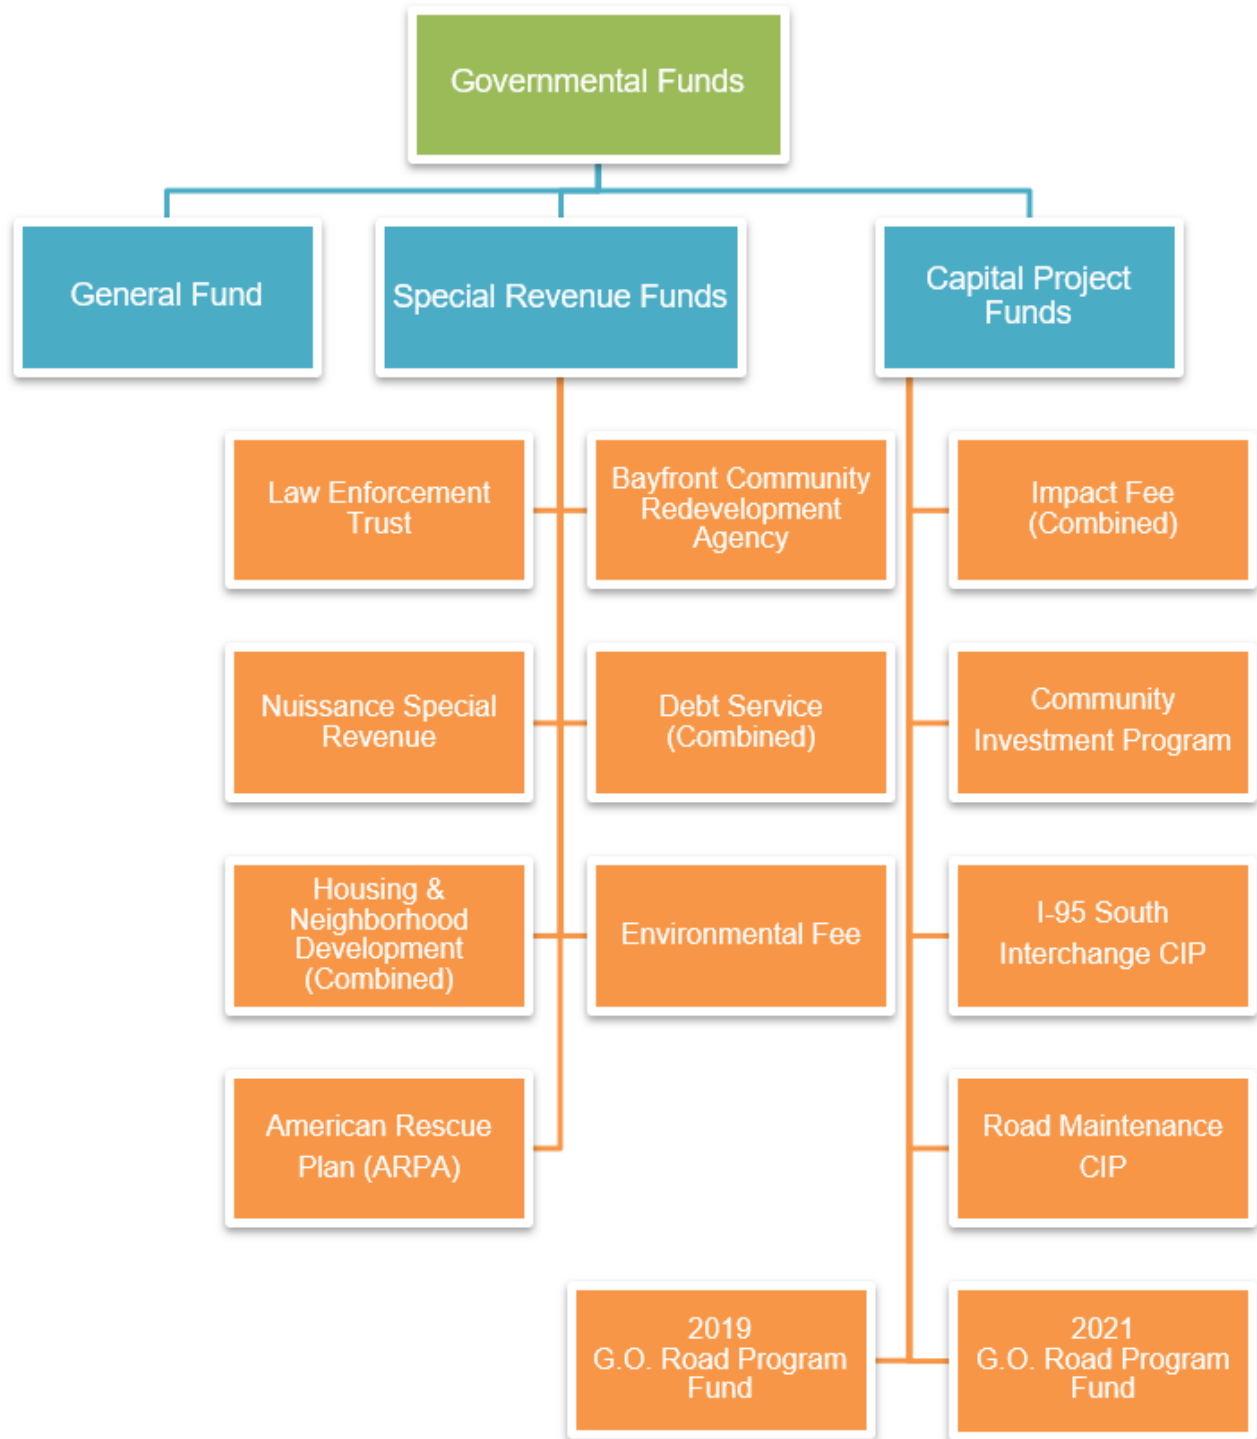 Governmental Funds
General Fund
Special Revenue Funds
Capital Project
Funds
Law Enforcement
Trust
Bayfront Community
Redevelopment
Agency
Impact Fee
(Combined)
Nuissance Special
Revenue
Debt Service
(Combined)
Community
Investment Program
Housing &
Neighborhood
Development
(Combined)
Environmental Fee
I-95 South
Interchange CIP
American Rescue
Plan (ARPA)
Road Maintenance
CIP
2019
G.O. Road Program
Fund
2021
G.O. Road Program
Fund